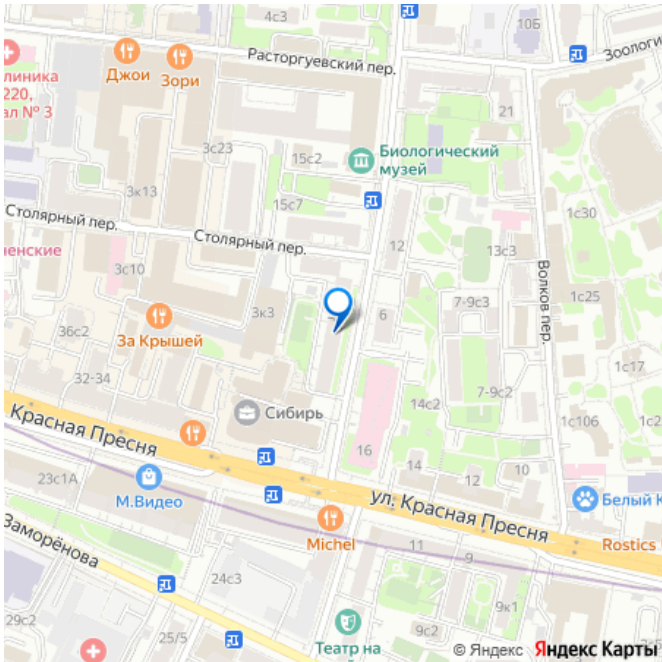 4с3
10Б
Зоологи
Расторгуевский пер.
линика
220,
ал № 3
Джои
Зори
21
3с23
15с2
Биологический
музей
3к13
15с7
Столярный пер.
1с30
Столярный пер.
12
13с3
ненские
3с10
Волков пер.
7-9с3
1с25
3к3
6
36с2
За Крышей
1с17
32-34
7-9с2
14с2
Сибирь
1с106
Красная Пресня
16
14
12
10
23с1А
М.Видео
ул. Красная Пресня
Белый К
Заморёнова
Michel
Rostics
11
9
24с3
9к1
29с2
25/5
9с2
Театр на
© Яндекс Яндекс Карты